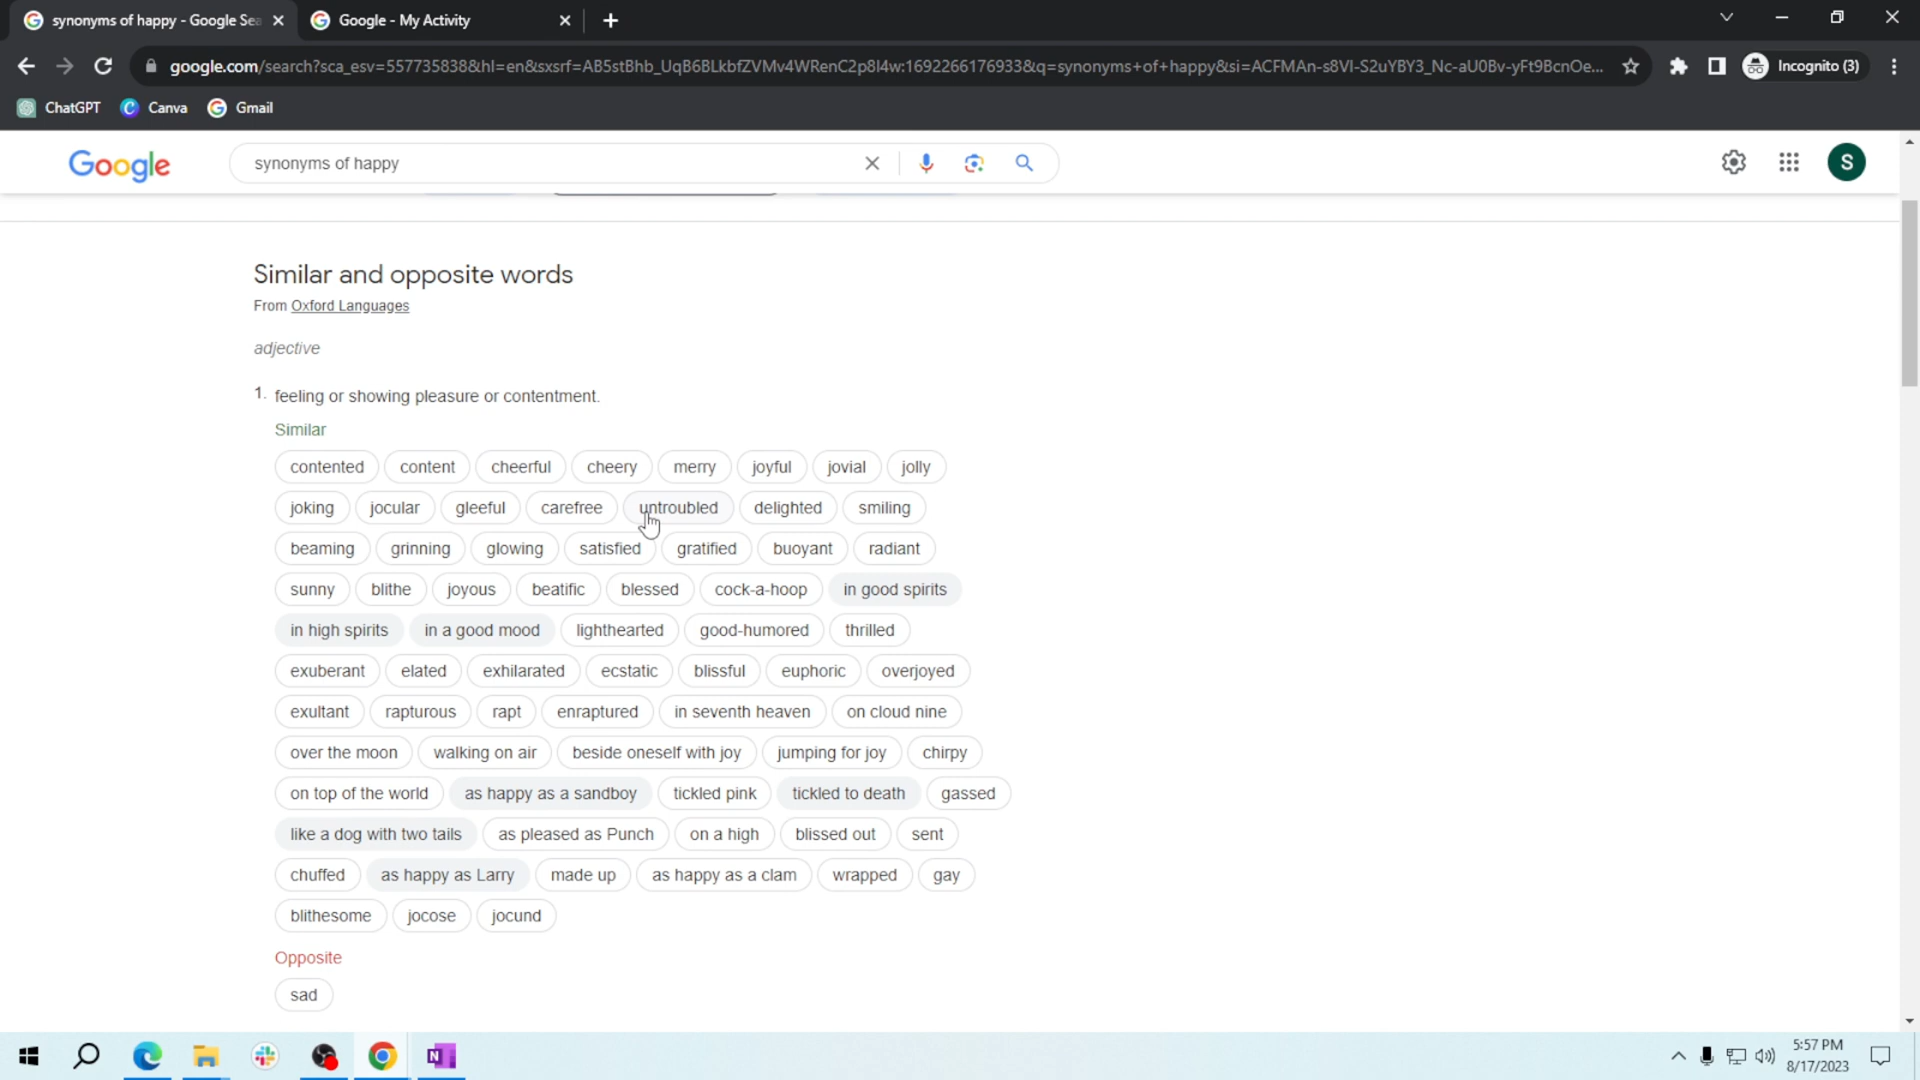 synonyms of happy - Google Sea
Google - My Activity
google.com/search?sca_esv=557735838&hl=en&sxsrf=AB5stBhb_UqB6BLkbfZVMv4WRenC2p8l4w:1692266176933&q=synonyms+of+happy&si=ACFMAn-s8VI-S2uYBY3_Nc-aU0Bv-yFt9BcnOe...
Incognito (3)
ChatGPT Canva Gmail
Google
synonyms of happy
S
Similar and opposite words
From Oxford Languages
adjective
1. feeling or showing pleasure or contentment.
Similar
contented content cheerful cheery merry joyful jovial jolly
joking jocular gleeful carefree untroubled delighted smiling
beaming grinning glowing satisfied gratified buoyant radiant
sunny blithe joyous beatific blessed cock-a-hoop in good spirits
in high spirits in a good mood lighthearted good-humored thrilled
exuberant elated exhilarated ecstatic blissful euphoric overjoyed
exultant rapturous rapt enraptured in seventh heaven on cloud nine
over the moon walking on air beside oneself with joy jumping for joy chirpy
on top of the world as happy as a sandboy tickled pink tickled to death gassed
like a dog with two tails as pleased as Punch on a high blissed out sent
chuffed as happy as Larry made up as happy as a clam wrapped gay
blithesome jocose jocund
Opposite
sad
N
5:57 PM
8/17/2023